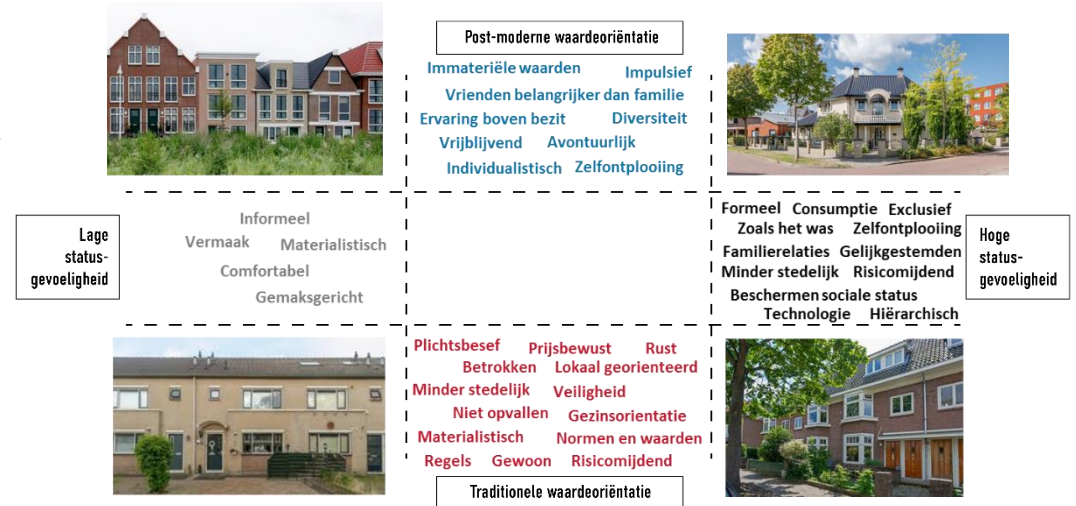 Post-moderne waardeoriëntatie
Immateriële waarden Impulsief
Vrienden belangrijker dan familie
Ervaring boven bezit Diversiteit
Vrijblijvend Avontuurlijk
Individualistisch Zelfontplooiing
Lage
status-
gevoeligheid
Informeel
Vermaak Materialistisch
Comfortabel
Gemaksgericht
Formeel Consumptie Exclusief
Zoals het was Zelfontplooiing
Familierelaties Gelijkgestemden
Minder stedelijk Risicomijdend
Beschermen sociale status
Technologie Hiërarchisch
Hoge
status-
gevoeligheid
Plichtsbesef Prijsbewust Rust
Betrokken Lokaal georienteerd
Minder stedelijk Veiligheid
Niet opvallen Gezinsorientatie
Materialistisch Normen en waarden
Regels Gewoon Risicomijdend
Traditionele waardeoriëntatie